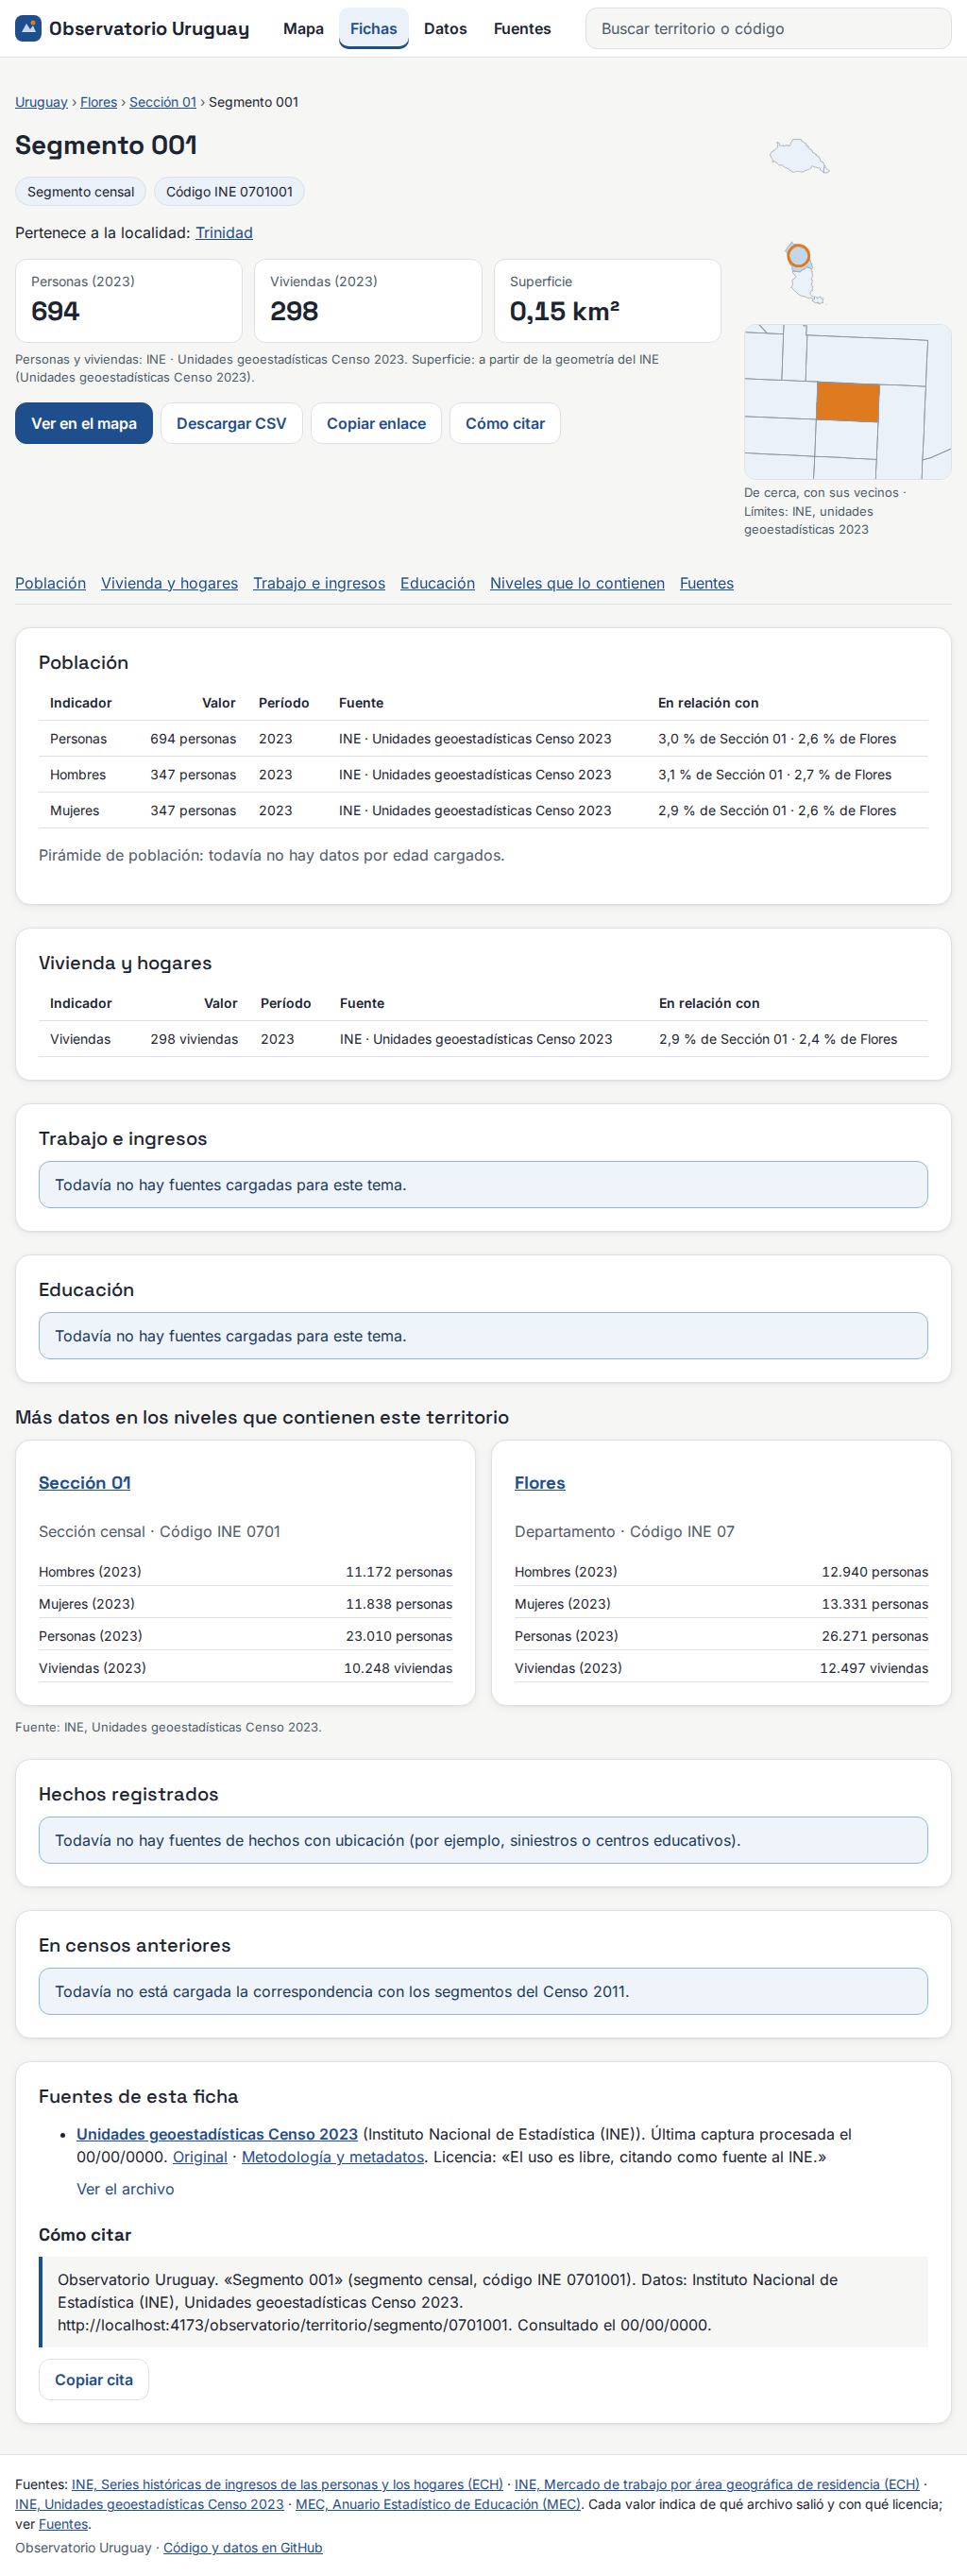 Observatorio Uruguay
Mapa
Fichas
Datos
Fuentes
Buscar territorio o código
Uruguay › Flores › Sección 01 › Segmento 001
Segmento 001
Segmento censal
Código INE 0701001
Pertenece a la localidad: Trinidad
Personas (2023)
694
Viviendas (2023)
298
Superficie
0,15 km²
Personas y viviendas: INE · Unidades geoestadísticas Censo 2023. Superficie: a partir de la geometría del INE
(Unidades geoestadísticas Censo 2023).
Ver en el mapa
Descargar CSV
Copiar enlace
Cómo citar
De cerca, con sus vecinos ·
Límites: INE, unidades
geoestadísticas 2023
Población
Vivienda y hogares
Trabajo e ingresos
Educación
Niveles que lo contienen
Fuentes
Población
Indicador Valor Período Fuente En relación con
Personas 694 personas 2023 INE · Unidades geoestadísticas Censo 2023 3,0 % de Sección 01 · 2,6 % de Flores
Hombres 347 personas 2023 INE · Unidades geoestadísticas Censo 2023 3,1 % de Sección 01 · 2,7 % de Flores
Mujeres 347 personas 2023 INE · Unidades geoestadísticas Censo 2023 2,9 % de Sección 01 · 2,6 % de Flores
Pirámide de población: todavía no hay datos por edad cargados.
Vivienda y hogares
Indicador Valor Período Fuente En relación con
Viviendas 298 viviendas 2023 INE · Unidades geoestadísticas Censo 2023 2,9 % de Sección 01 · 2,4 % de Flores
Trabajo e ingresos
Todavía no hay fuentes cargadas para este tema.
Educación
Todavía no hay fuentes cargadas para este tema.
Más datos en los niveles que contienen este territorio
Sección 01
Sección censal · Código INE 0701
Hombres (2023) 11.172 personas
Mujeres (2023) 11.838 personas
Personas (2023) 23.010 personas
Viviendas (2023) 10.248 viviendas
Flores
Departamento · Código INE 07
Hombres (2023) 12.940 personas
Mujeres (2023) 13.331 personas
Personas (2023) 26.271 personas
Viviendas (2023) 12.497 viviendas
Fuente: INE, Unidades geoestadísticas Censo 2023.
Hechos registrados
Todavía no hay fuentes de hechos con ubicación (por ejemplo, siniestros o centros educativos).
En censos anteriores
Todavía no está cargada la correspondencia con los segmentos del Censo 2011.
Fuentes de esta ficha
• Unidades geoestadísticas Censo 2023 (Instituto Nacional de Estadística (INE)). Última captura procesada el
00/00/0000. Original · Metodología y metadatos. Licencia: «El uso es libre, citando como fuente al INE.»
Ver el archivo
Cómo citar
Observatorio Uruguay. «Segmento 001» (segmento censal, código INE 0701001). Datos: Instituto Nacional de
Estadística (INE), Unidades geoestadísticas Censo 2023.
http://localhost:4173/observatorio/territorio/segmento/0701001. Consultado el 00/00/0000.
Copiar cita
Fuentes: INE, Series históricas de ingresos de las personas y los hogares (ECH) · INE, Mercado de trabajo por área geográfica de residencia (ECH) ·
INE, Unidades geoestadísticas Censo 2023 · MEC, Anuario Estadístico de Educación (MEC). Cada valor indica de qué archivo salió y con qué licencia;
ver Fuentes.
Observatorio Uruguay · Código y datos en GitHub